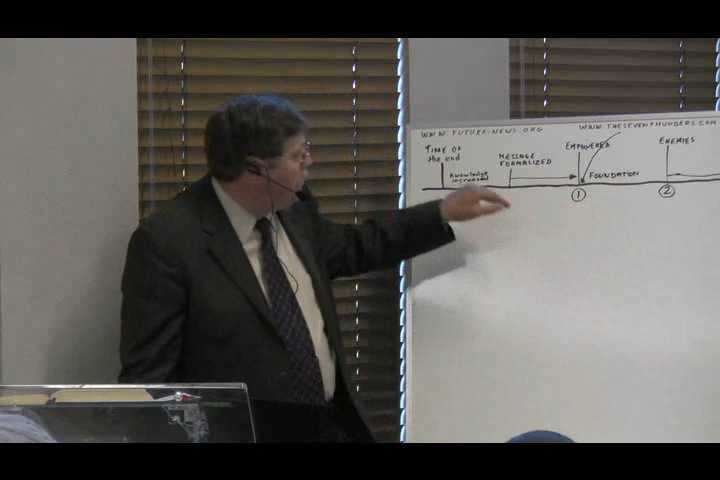 WWW.FUTURE-NEWS.ORG
WWW.THESEVENTHUNDERS.COM
TIME OF
the end
knowledge
increased
MESSAGE
FORMALIZED
EMPOWERED
FOUNDATION
ENEMIES
1
2